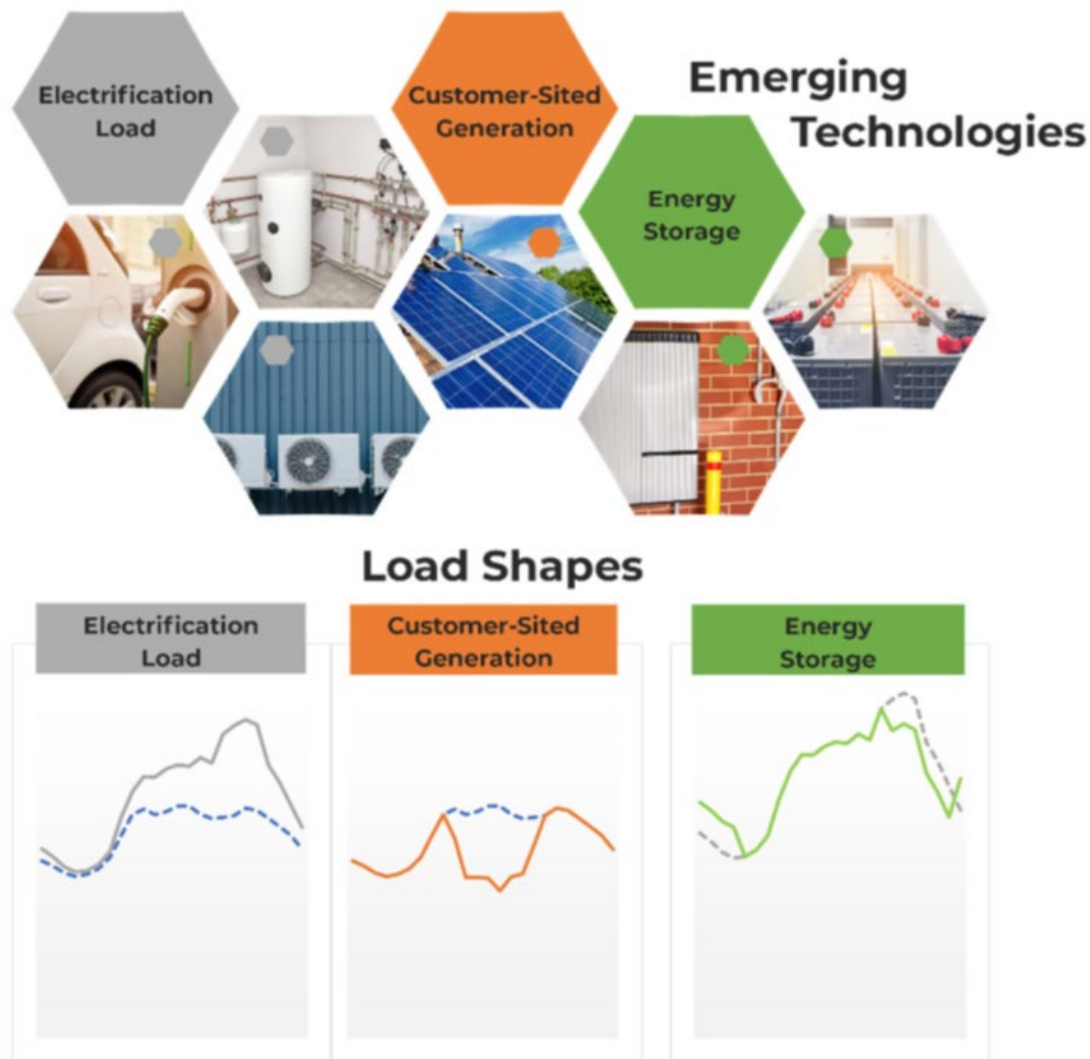 Electrification
Load
Customer-Sited
Generation
Emerging
Technologies
Energy
Storage
Load Shapes
Electrification
Load
Customer-Sited
Generation
Energy
Storage